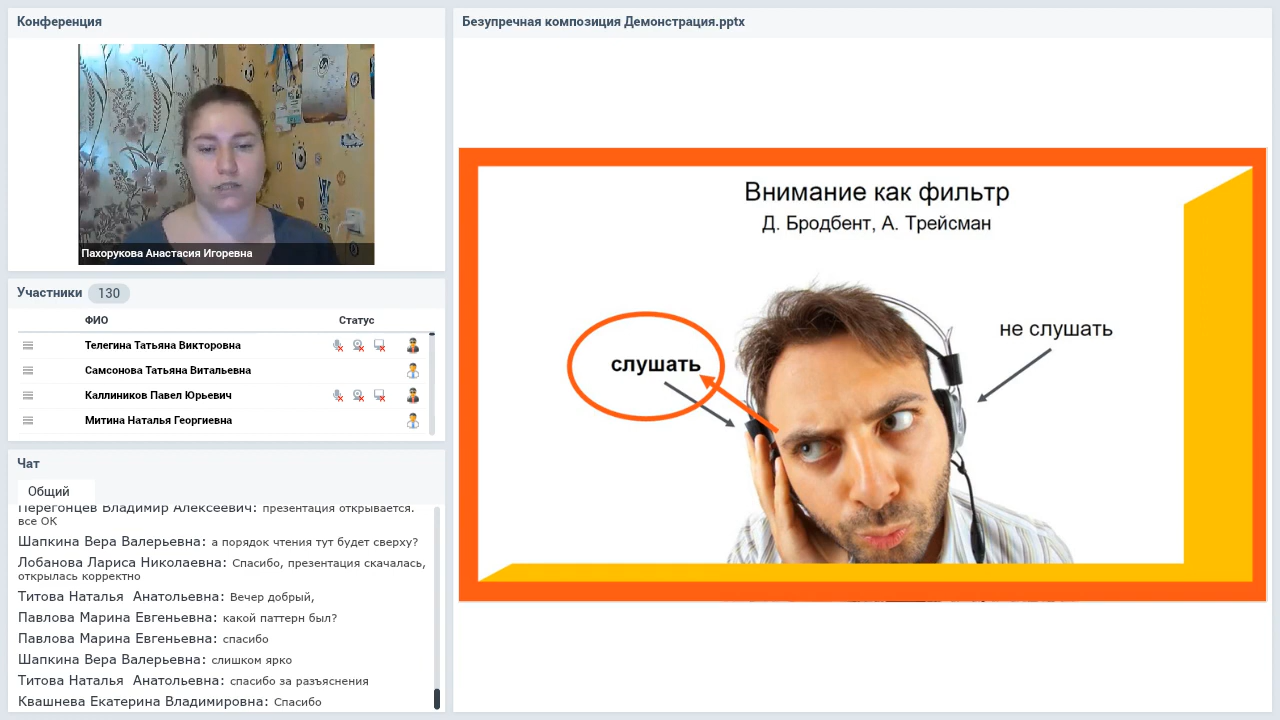 Конференция
Пахорукова Анастасия Игоревна
Участники 130
ФИО Статус
Телегина Татьяна Викторовна
Самсонова Татьяна Витальевна
Каллиников Павел Юрьевич
Митина Наталья Георгиевна
Чат
Общий
Перегонцев Владимир Алексеевич: презентация открывается.
все ОК
Шапкина Вера Валерьевна: а порядок чтения тут будет сверху?
Лобанова Лариса Николаевна: Спасибо, презентация скачалась,
открылась корректно
Титова Наталья Анатольевна: Вечер добрый,
Павлова Марина Евгеньевна: какой паттерн был?
Павлова Марина Евгеньевна: спасибо
Шапкина Вера Валерьевна: слишком ярко
Титова Наталья Анатольевна: спасибо за разъяснения
Квашнева Екатерина Владимировна: Спасибо
Безупречная композиция Демонстрация.pptx
Внимание как фильтр
Д. Бродбент, А. Трейсман
слушать
не слушать